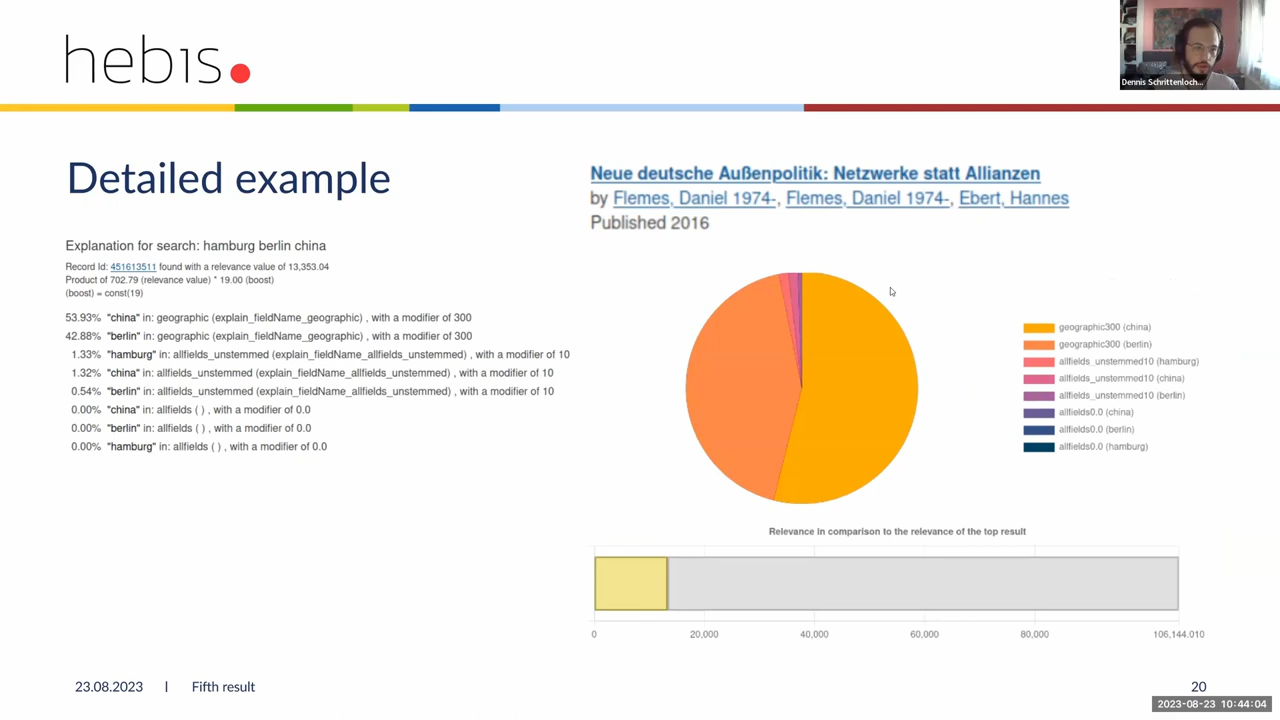 hebis
Dennis Schrittenloch...
Detailed example
Explanation for search: hamburg berlin china
Record Id: 451613511 found with a relevance value of 13,353.04
Product of 702.79 (relevance value) * 19.00 (boost)
(boost) = const(19)
53.93% "china" in: geographic (explain_fieldName_geographic) , with a modifier of 300
42.88% "berlin" in: geographic (explain_fieldName_geographic) , with a modifier of 300
1.33% "hamburg" in: allfields_unstemmed (explain_fieldName_allfields_unstemmed) , with a modifier of 10
1.32% "china" in: allfields_unstemmed (explain_fieldName_allfields_unstemmed) , with a modifier of 10
0.54% "berlin" in: allfields_unstemmed (explain_fieldName_allfields_unstemmed) , with a modifier of 10
0.00% "china" in: allfields ( ) , with a modifier of 0.0
0.00% "berlin" in: allfields ( ) , with a modifier of 0.0
0.00% "hamburg" in: allfields ( ) , with a modifier of 0.0
Neue deutsche Außenpolitik: Netzwerke statt Allianzen
by Flemes, Daniel 1974-, Flemes, Daniel 1974-, Ebert, Hannes
Published 2016
geographic300 (china)
geographic300 (berlin)
allfields_unstemmed10 (hamburg)
allfields_unstemmed10 (china)
allfields_unstemmed10 (berlin)
allfields0.0 (china)
allfields0.0 (berlin)
allfields0.0 (hamburg)
Relevance in comparison to the relevance of the top result
0 20,000 40,000 60,000 80,000 106,144.010
23.08.2023 | Fifth result 20
2023-08-23 10:44:04